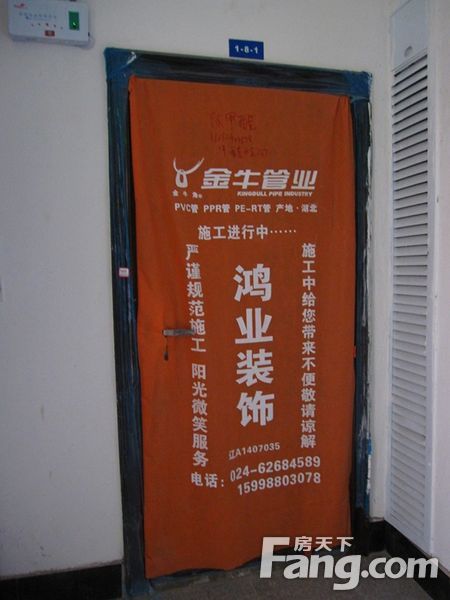 1-8-1
金牛管业
KINGBULL PIPE INDUSTRY
金牛
PVC管 PPR管 PE-RT管 产地·湖北
施工进行中……
严谨规范施工 阳光微笑服务
鸿业装饰
施工中给您带来不便敬请谅解
辽A1407035
电话：024-62684589
15998803078
房天下
Fang.com